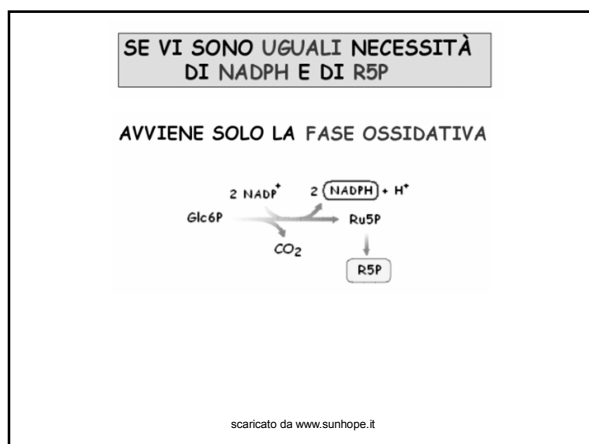 SE VI SONO UGUALI NECESSITÀ
DI NADPH E DI R5P
AVVIENE SOLO LA FASE OSSIDATIVA
2 NADP+ 2 NADPH + H+
Glc6P Ru5P
CO2
R5P
scaricato da www.sunhope.it